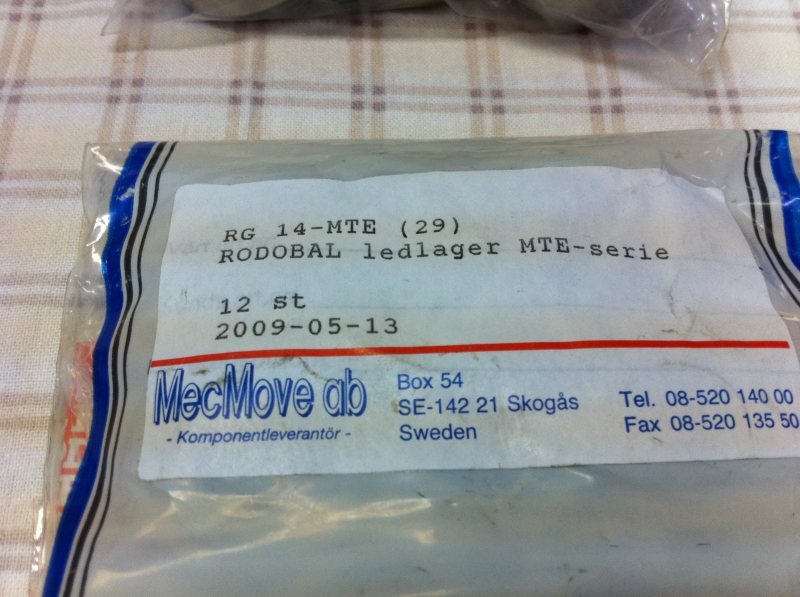 RG 14-MTE (29)
RODOBAL ledlager MTE-serie
12 st
2009-05-13
MecMove ab
- Komponentleverantör -
Box 54
SE-142 21 Skogås
Sweden
Tel. 08-520 140 00
Fax 08-520 135 50